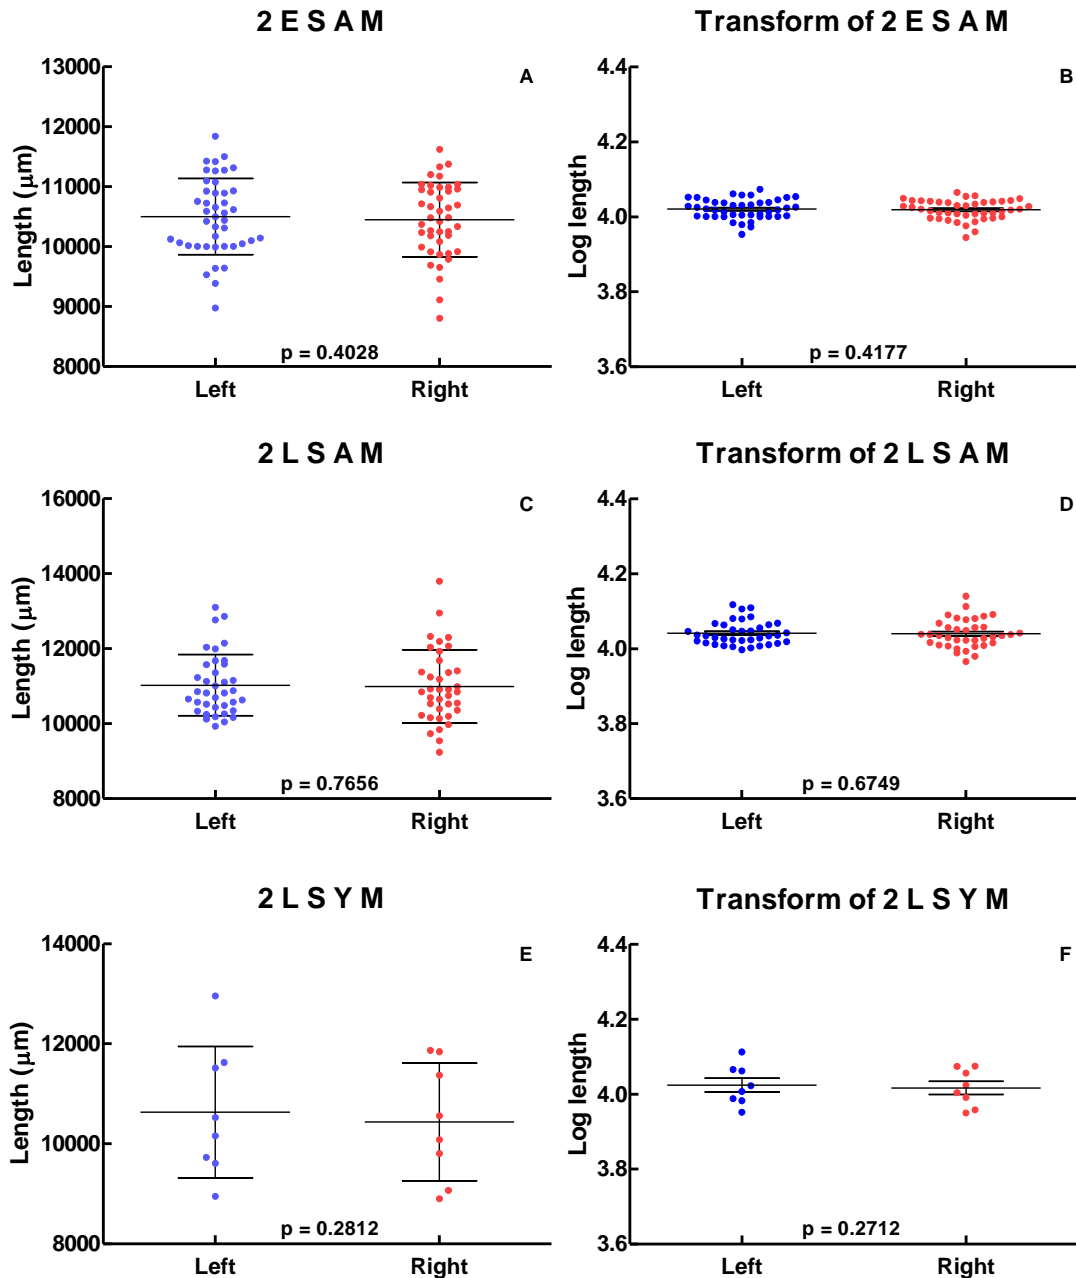 2 E S A M
Transform of 2 E S A M
A
B
13000
12000
11000
10000
9000
8000
Length (μm)
p = 0.4028
Left
Right
4.4
4.2
4.0
3.8
3.6
Log length
p = 0.4177
Left
Right
2 L S A M
Transform of 2 L S A M
C
D
16000
14000
12000
10000
8000
Length (μm)
p = 0.7656
Left
Right
4.4
4.2
4.0
3.8
3.6
Log length
p = 0.6749
Left
Right
2 L S Y M
Transform of 2 L S Y M
E
F
14000
12000
10000
8000
Length (μm)
p = 0.2812
Left
Right
4.4
4.2
4.0
3.8
3.6
Log length
p = 0.2712
Left
Right